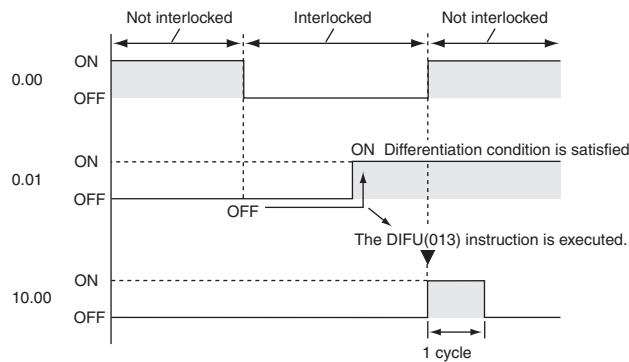 Not interlocked
Interlocked
Not interlocked
0.00
ON
OFF
0.01
ON
OFF
ON Differentiation condition is satisfied
OFF
The DIFU(013) instruction is executed.
10.00
ON
OFF
1 cycle